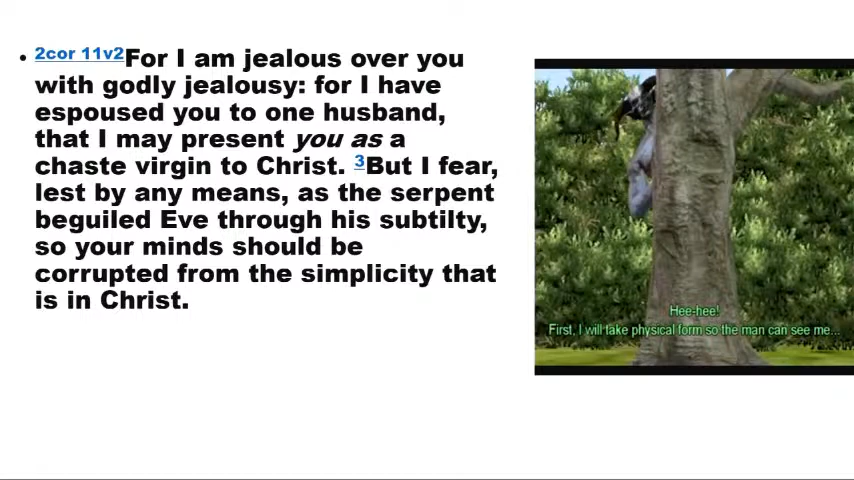 • 2cor 11v2For I am jealous over you
with godly jealousy: for I have
espoused you to one husband,
that I may present you as a
chaste virgin to Christ. 3But I fear,
lest by any means, as the serpent
beguiled Eve through his subtilty,
so your minds should be
corrupted from the simplicity that
is in Christ.
Hee-hee!
First, I will take physical form so the man can see me...